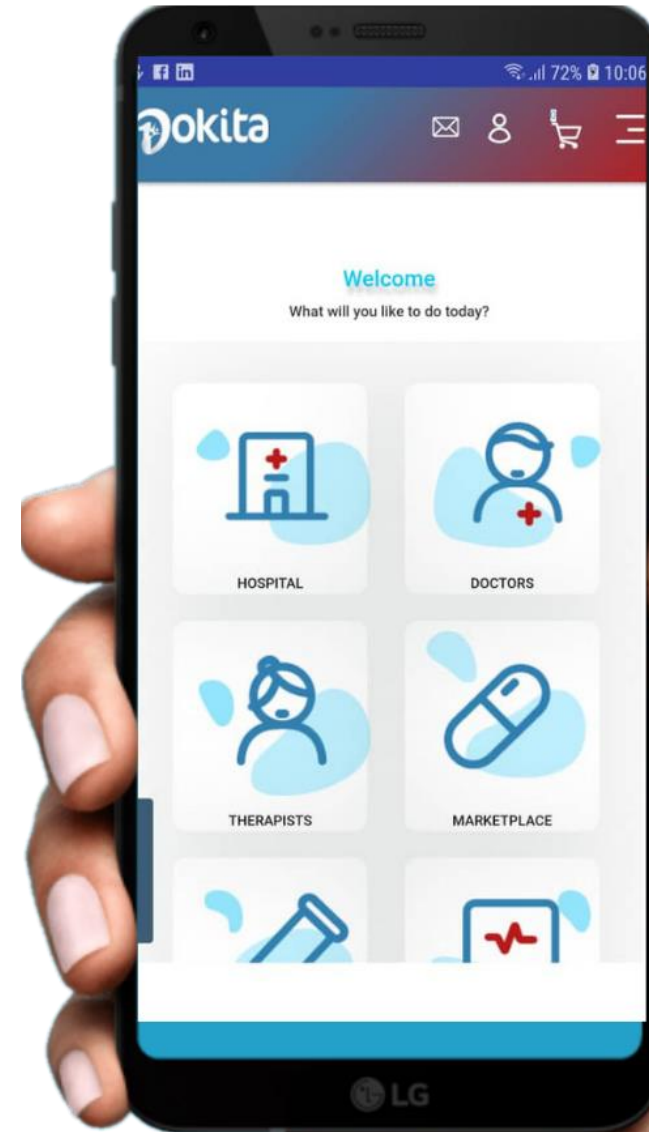 72% 10:06
Dokita
Welcome
What will you like to do today?
HOSPITAL DOCTORS
THERAPISTS MARKETPLACE
LG